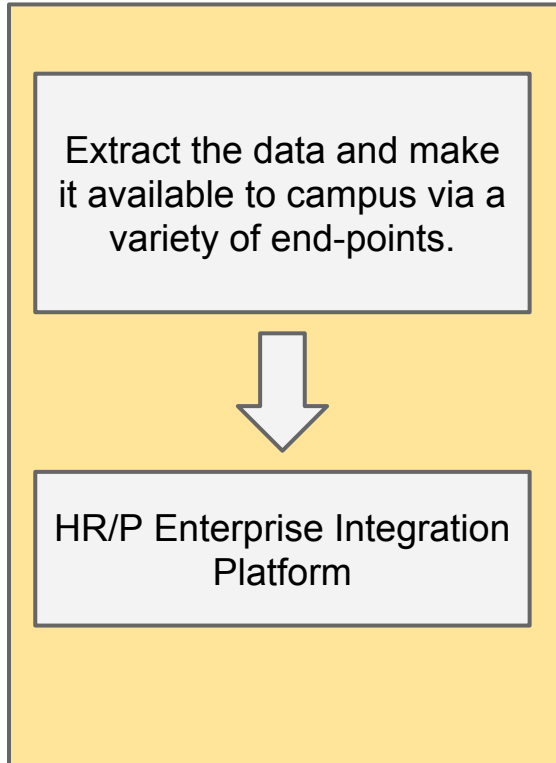 Extract the data and make
it available to campus via a
variety of end-points.
HR/P Enterprise Integration
Platform